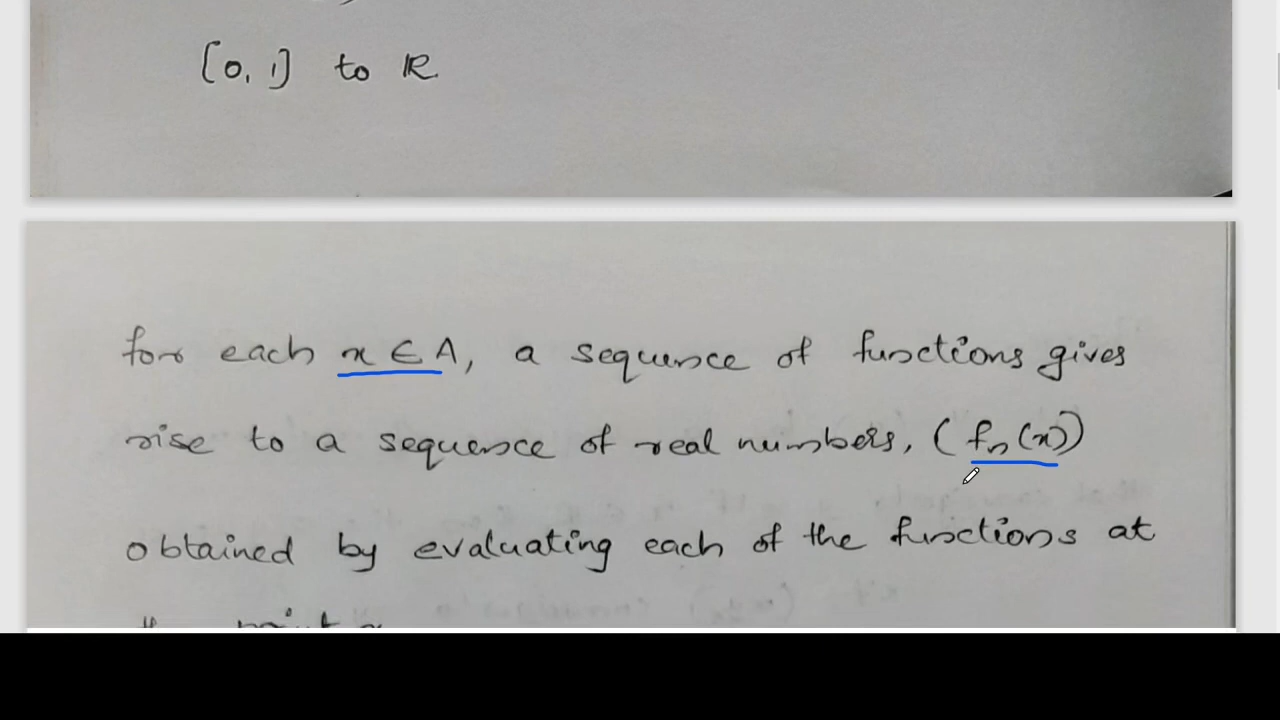 [0, 1] to ℝ.
for each x ∈ A, a sequence of functions gives
rise to a sequence of real numbers, (fₙ(x))
obtained by evaluating each of the functions at